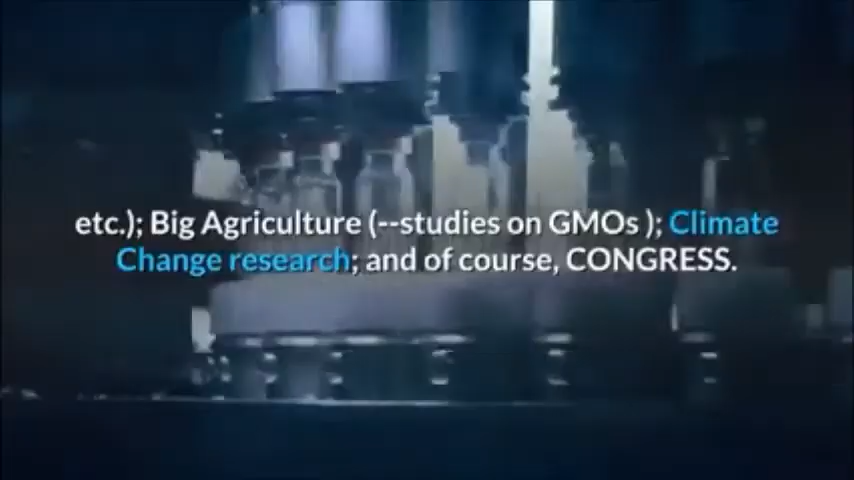 etc.); Big Agriculture (--studies on GMOs ); Climate
Change research; and of course, CONGRESS.